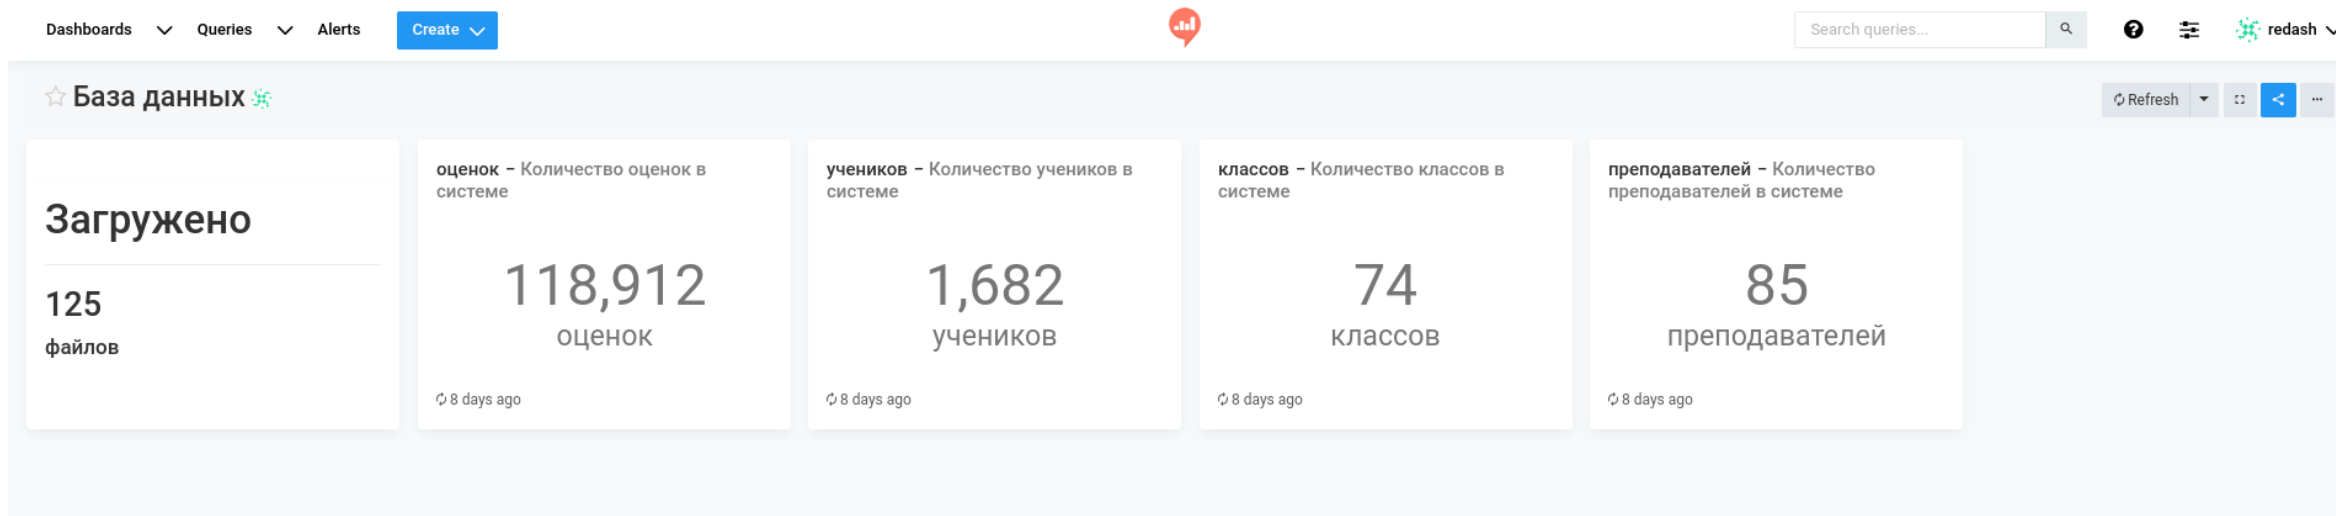 Dashboards Queries Alerts Create Search queries... redash
База данных Refresh
Загружено
125
файлов
оценок – Количество оценок в
системе
118,912
оценок
8 days ago
учеников – Количество учеников в
системе
1,682
учеников
8 days ago
классов – Количество классов в
системе
74
классов
8 days ago
преподавателей – Количество
преподавателей в системе
85
преподавателей
8 days ago